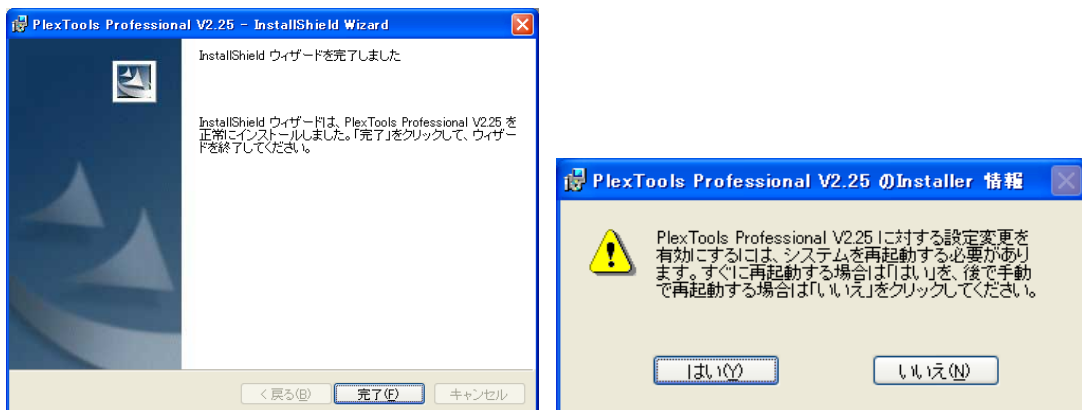 PlexTools Professional V2.25 - InstallShield Wizard
InstallShield ウィザードを完了しました
InstallShield ウィザードは、PlexTools Professional V2.25 を
正常にインストールしました。「完了」をクリックして、ウィザー
ドを終了してください。
< 戻る(B)
完了(F)
キャンセル
PlexTools Professional V2.25 のInstaller 情報
PlexTools Professional V2.25 に対する設定変更を
有効にするには、システムを再起動する必要があり
ます。すぐに再起動する場合は「はい」を、後で手動
で再起動する場合は「いいえ」をクリックしてください。
はい(Y)
いいえ(N)